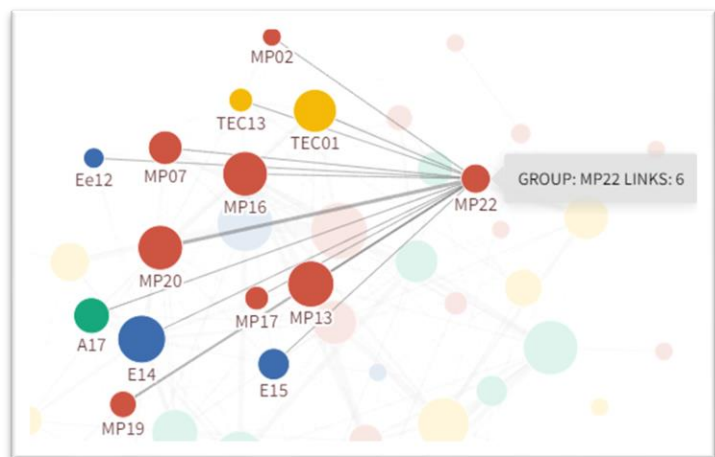 MP02
TEC13
TEC01
Ee12
MP07
MP16
MP22
GROUP: MP22 LINKS: 6
MP20
MP17
MP13
A17
E14
E15
MP19